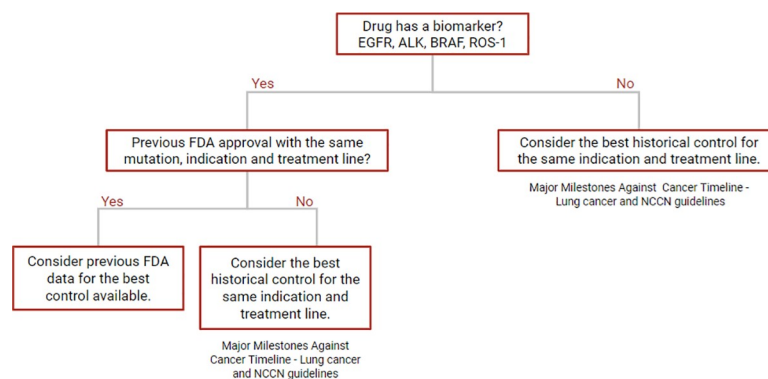 Drug has a biomarker?
EGFR, ALK, BRAF, ROS-1
Yes
No
Previous FDA approval with the same
mutation, indication and treatment line?
Consider the best historical control for
the same indication and treatment line.
Major Milestones Against Cancer Timeline -
Lung cancer and NCCN guidelines
Yes
No
Consider previous FDA
data for the best
control available.
Consider the best
historical control for the
same indication and
treatment line.
Major Milestones Against
Cancer Timeline - Lung cancer
and NCCN guidelines